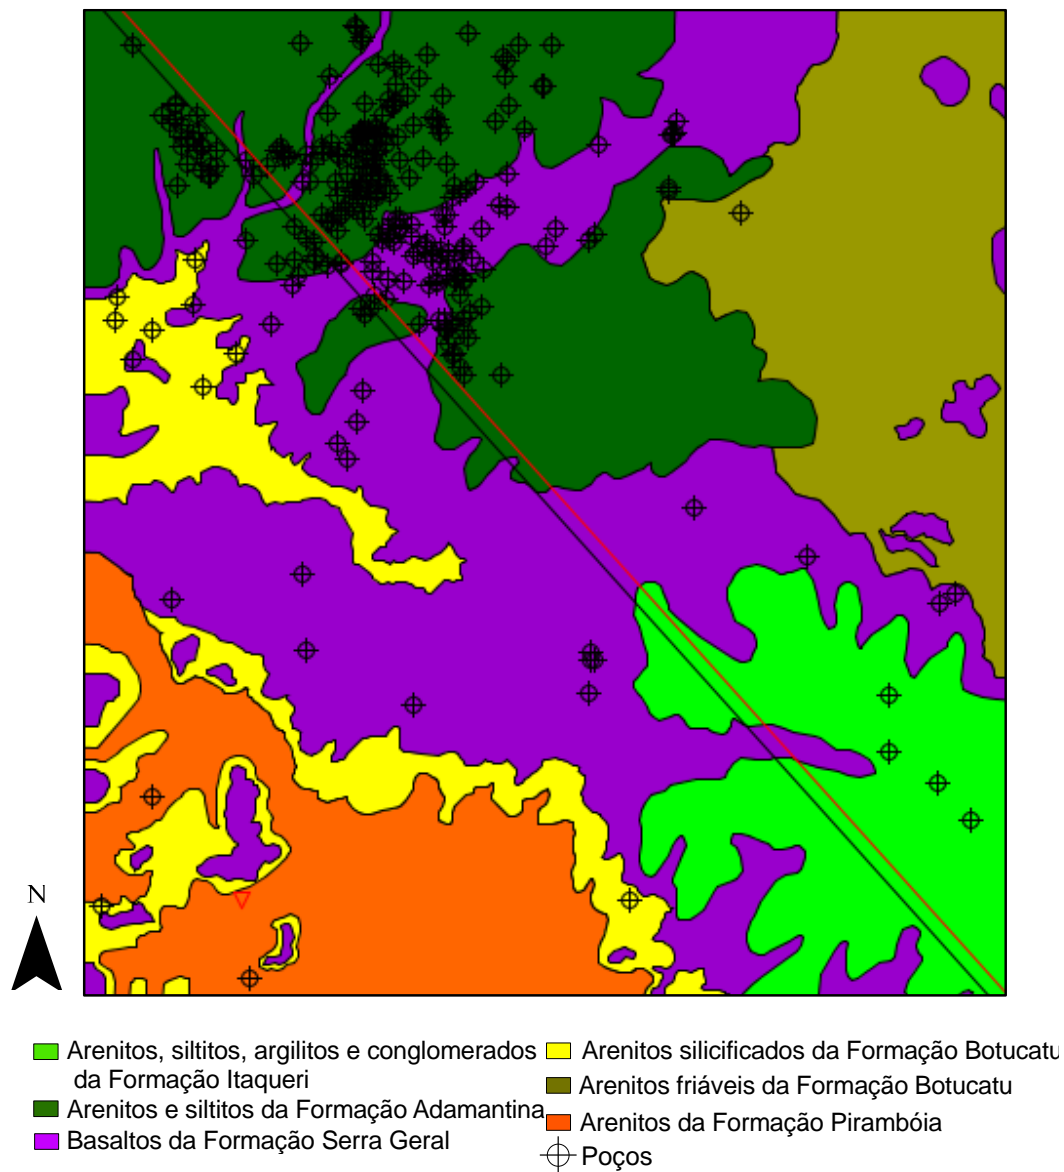 N
Arenitos, siltitos, argilitos e conglomerados
da Formação Itaqueri
Arenitos e siltitos da Formação Adamantina
Basaltos da Formação Serra Geral
Arenitos silicificados da Formação Botucatu
Arenitos friáveis da Formação Botucatu
Arenitos da Formação Pirambóia
Poços